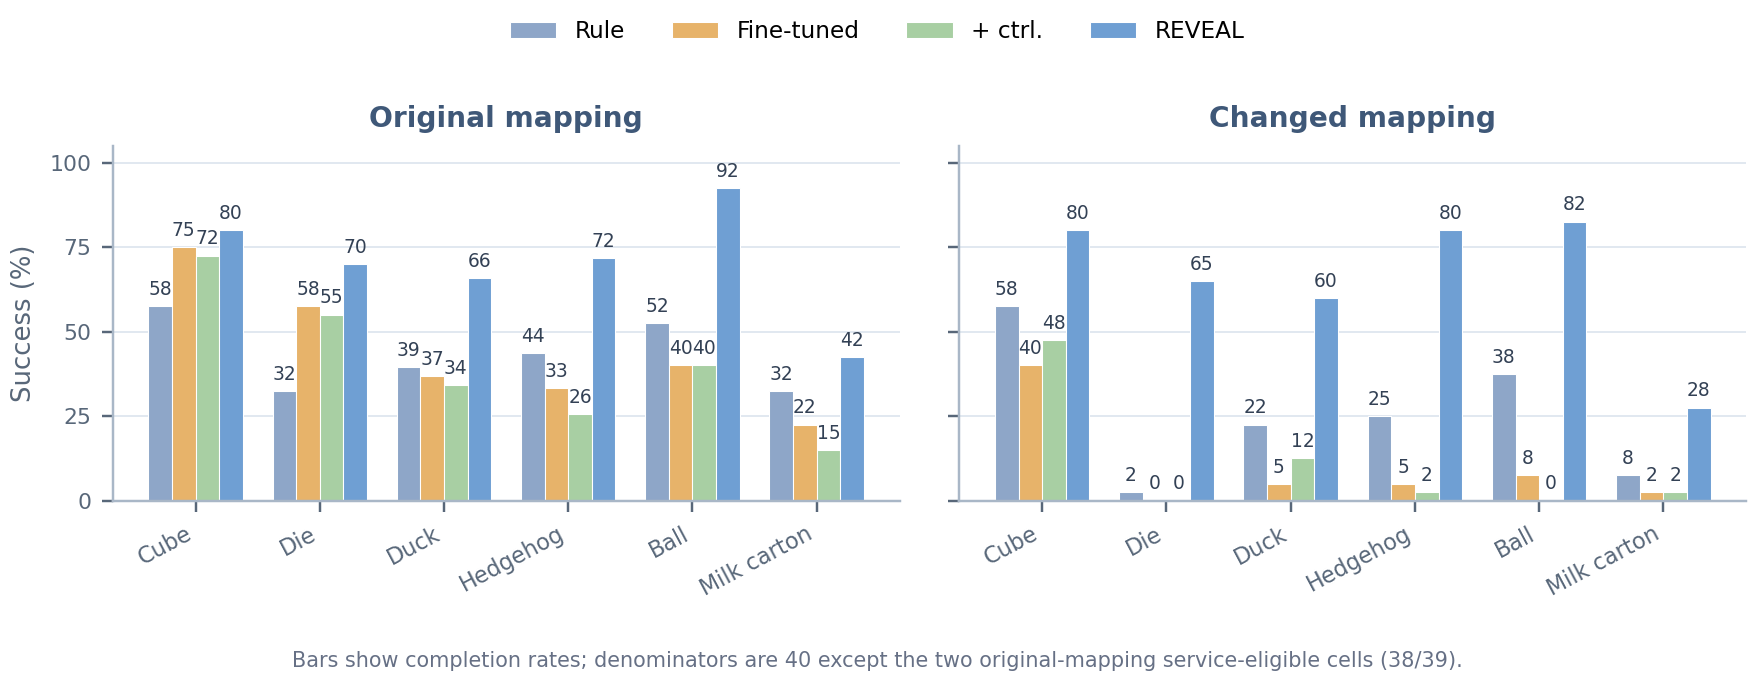 Rule Fine-tuned + ctrl. REVEAL
Original mapping
Success (%)
100
75
50
25
0
58 75 72 80
32 58 55 70
39 37 34 66
44 33 26 72
52 40 40 92
32 22 15 42
Cube Die Duck Hedgehog Ball Milk carton
Changed mapping
58 40 48 80
2 0 0 65
22 5 12 60
25 5 2 80
38 8 0 82
8 2 2 28
Cube Die Duck Hedgehog Ball Milk carton
Bars show completion rates; denominators are 40 except the two original-mapping service-eligible cells (38/39).